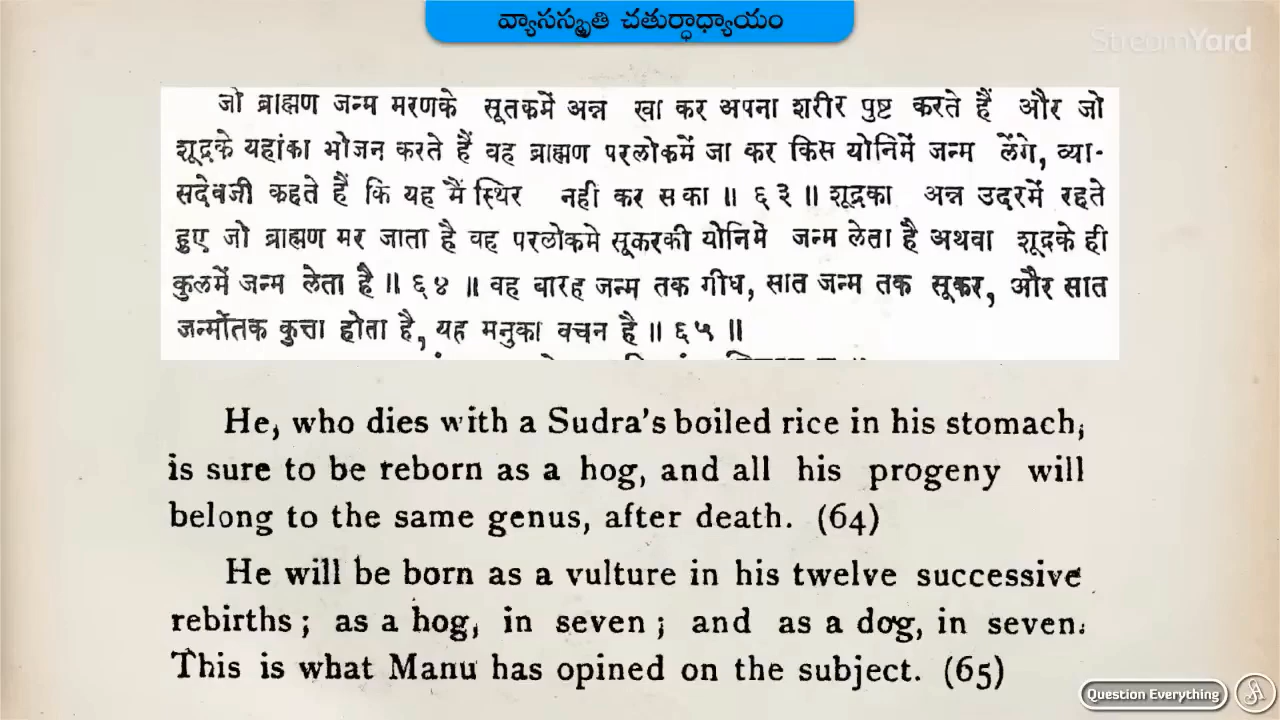 వ్యాసస్మృతి చతుర్ధాధ్యాయం
StreamYard
जो ब्राह्मण जन्म मरणके सूतकमें अन्न खा कर अपना शरीर पुष्ट करते हैं और जो
शूद्रके यहांका भोजन करते हैं वह ब्राह्मण परलोकमें जा कर किस योनिमें जन्म लेंगे, व्या-
सदेवजी कहते हैं कि यह मैं स्थिर नही कर सका ॥ ६३ ॥ शूद्रका अन्न उदरमें रहते
हुए जो ब्राह्मण मर जाता है वह परलोकमे सूकरकी योनिमें जन्म लेता है अथवा शूद्रके ही
कुलमें जन्म लेता है ॥ ६४ ॥ वह बारह जन्म तक गीध, सात जन्म तक सूकर, और सात
जन्मोंतक कुत्ता होता है, यह मनुका वचन है ॥ ६५ ॥
He, who dies with a Sudra's boiled rice in his stomach,
is sure to be reborn as a hog, and all his progeny will
belong to the same genus, after death. (64)
He will be born as a vulture in his twelve successive
rebirths; as a hog, in seven; and as a dog, in seven.
This is what Manu has opined on the subject. (65)
Question Everything